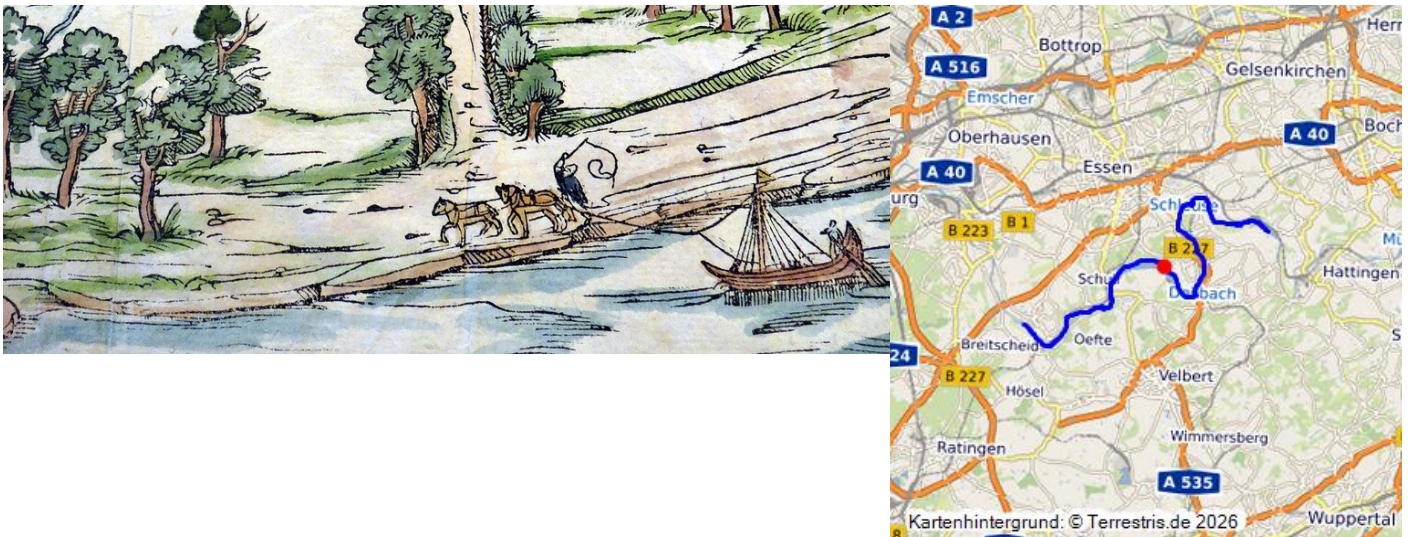 A 2
Herr
Bottrop
A 516
Gelsenkirchen
Emscher
Oberhausen
A 40
Boch
Essen
A 40
urg
B 1
B 223
B 227
Hattingen
Breitscheid
Oefte
24
B 227
Velbert
Hösel
Wimmersberg
Ratingen
A 535
Kartenhintergrund: © Terrestris.de 2026
Wuppertal